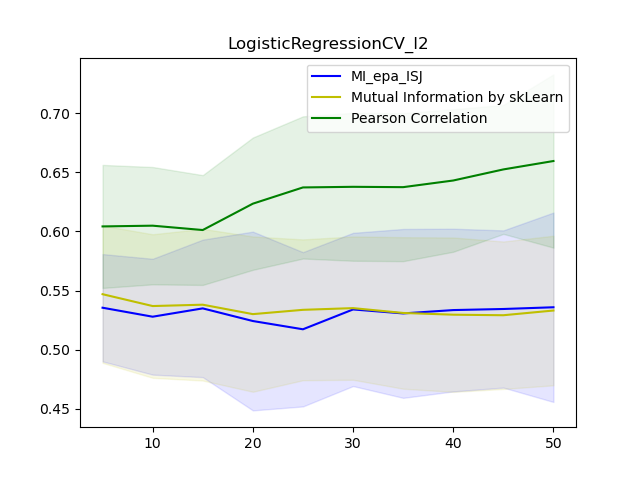 LogisticRegressionCV_l2
MI_epa_ISJ
Mutual Information by skLearn
Pearson Correlation
0.70
0.65
0.60
0.55
0.50
0.45
10 20 30 40 50